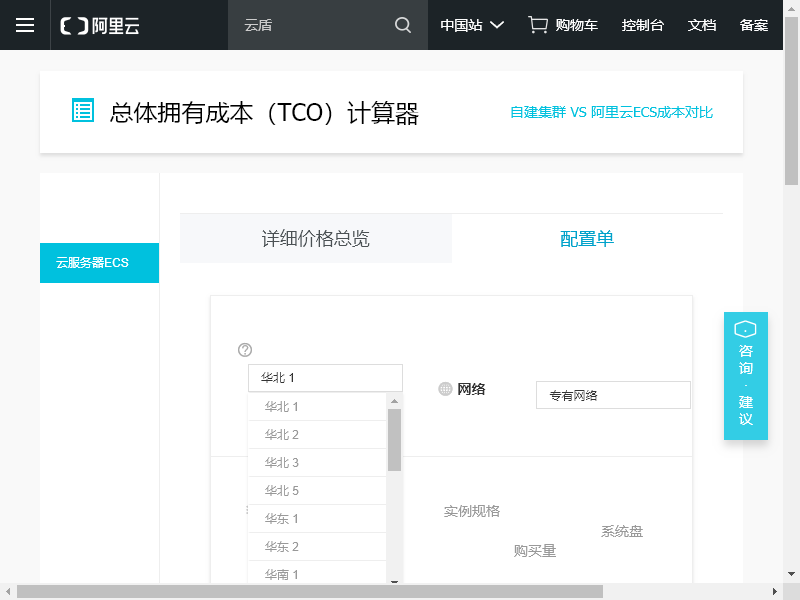 阿里云
云盾
中国站
购物车
控制台
文档
备案
总体拥有成本（TCO）计算器
自建集群 VS 阿里云ECS成本对比
云服务器ECS
详细价格总览
配置单
华北 1
网络
专有网络
华北 1
华北 2
华北 3
华北 5
华东 1
华东 2
华南 1
实例规格
系统盘
购买量
咨询·建议